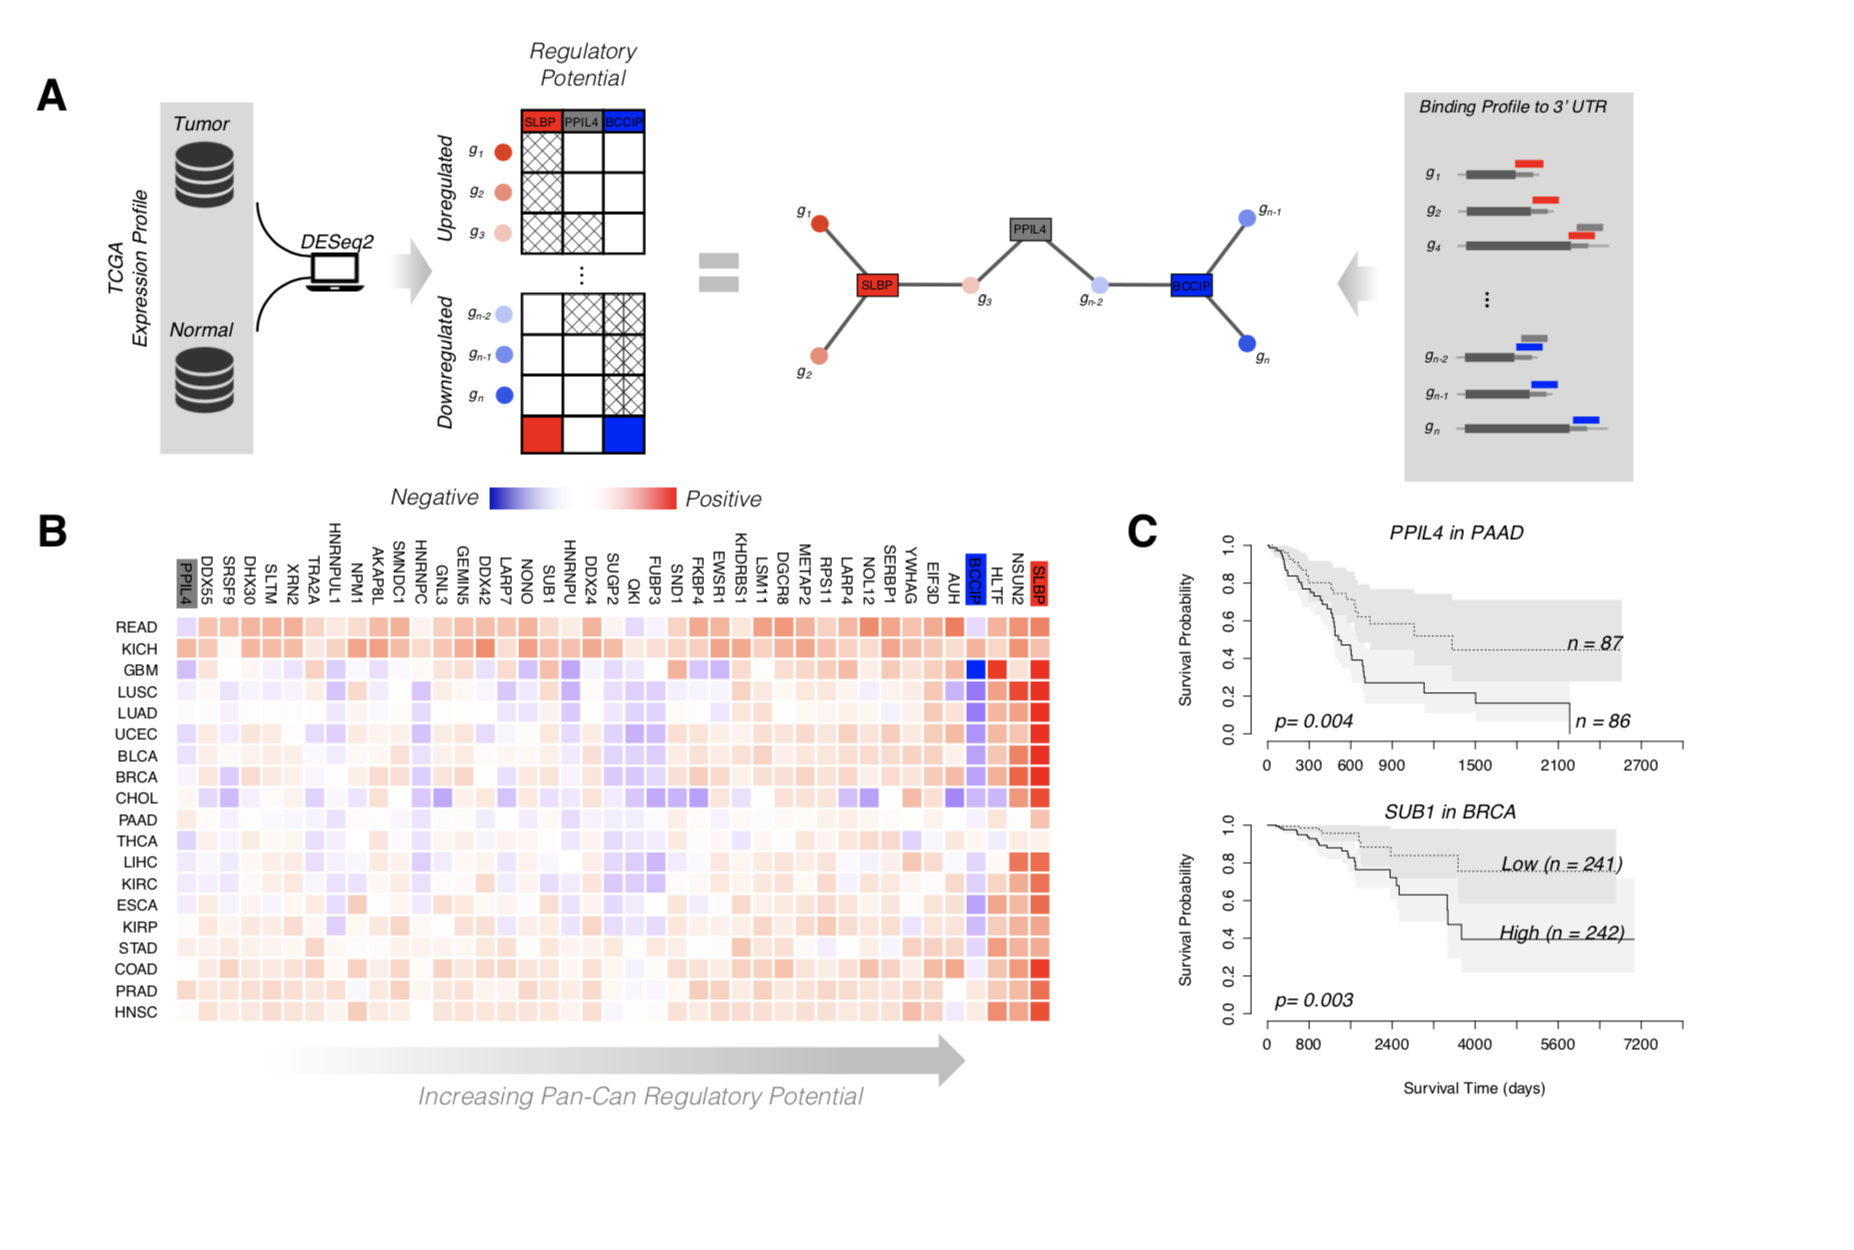 A
Tumor
Normal
TCGA
Expression Profile
DESeq2
Regulatory
Potential
SLBP PPIL4 BCCIP
Upregulated
g1
g2
g3
Downregulated
gn-2
gn-1
gn
g1
g2
SLBP
g3
PPIL4
gn-2
BCCIP
gn-1
gn
Binding Profile to 3' UTR
g1
g2
g4
gn-2
gn-1
gn
Negative Positive
B
PPIL4 DDX55 SRSF9 DHX30 SLTM XRN2 TRA2A HNRNPUL1 NPM1 AKAP8L SMNDC1 HNRNPC GNL3 GEMIN5 DDX42 LARP7 NONO SUB1 HNRNPU DDX24 SUGP2 QKI FUBP3 SND1 FKBP4 EWSR1 KHDRBS1 LSM11 DGCR8 METAP2 RPS11 LARP4 NOL12 SERBP1 YWHAG EIF3D AUH BCCIP HLTF NSUN2 SLBP
READ
KICH
GBM
LUSC
LUAD
UCEC
BLCA
BRCA
CHOL
PAAD
THCA
LIHC
KIRC
ESCA
KIRP
STAD
COAD
PRAD
HNSC
Increasing Pan-Can Regulatory Potential
C
PPIL4 in PAAD
Survival Probability
1.0
0.8
0.6
0.4
0.2
0.0
n = 87
n = 86
p= 0.004
0 300 600 900 1500 2100 2700
SUB1 in BRCA
Survival Probability
1.0
0.8
0.6
0.4
0.2
0.0
Low (n = 241)
High (n = 242)
p= 0.003
0 800 2400 4000 5600 7200
Survival Time (days)